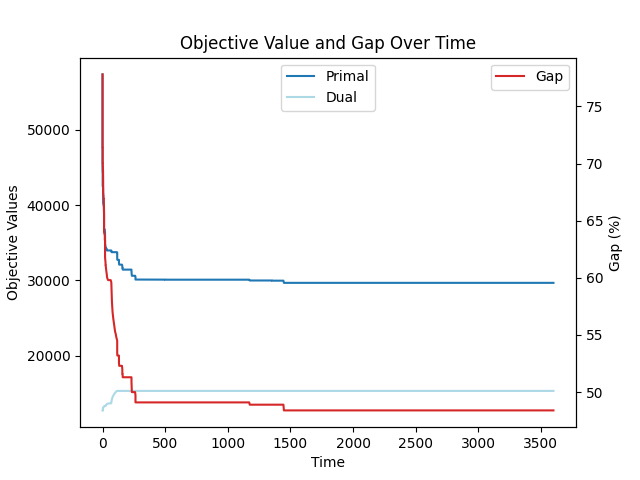 Objective Value and Gap Over Time
Primal
Dual
Gap
Objective Values
50000
40000
30000
20000
75
70
65
60
55
50
Gap (%)
0 500 1000 1500 2000 2500 3000 3500
Time